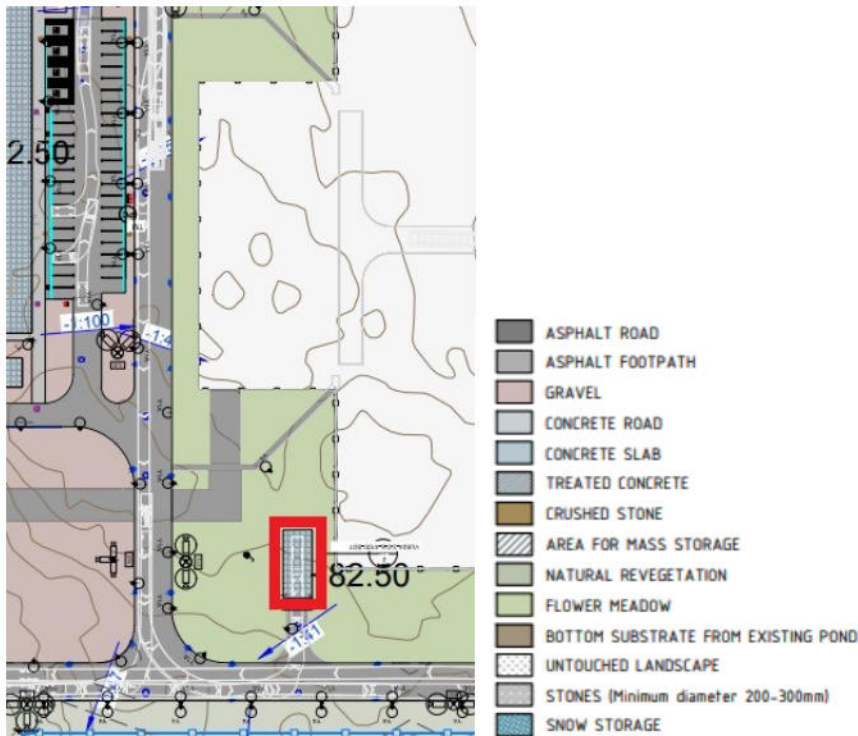 2.50
-1:100
82.50
-1:41
ASPHALT ROAD
ASPHALT FOOTPATH
GRAVEL
CONCRETE ROAD
CONCRETE SLAB
TREATED CONCRETE
CRUSHED STONE
AREA FOR MASS STORAGE
NATURAL REVEGETATION
FLOWER MEADOW
BOTTOM SUBSTRATE FROM EXISTING POND
UNTOUCHED LANDSCAPE
STONES (Minimum diameter 200-300mm)
SNOW STORAGE